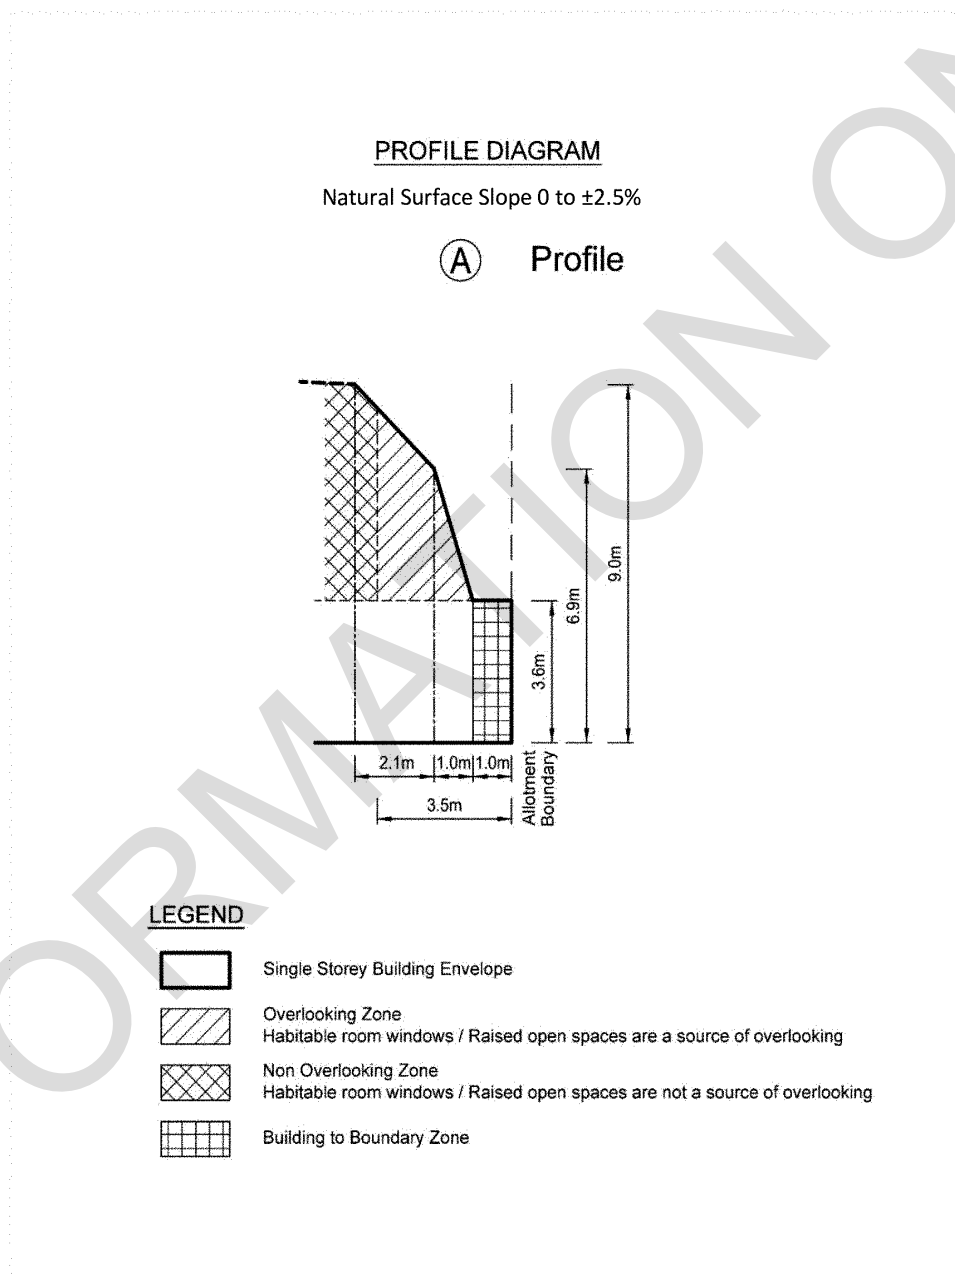 PROFILE DIAGRAM
Natural Surface Slope 0 to ±2.5%
A Profile
9.0m
6.9m
3.6m
2.1m 1.0m 1.0m
3.5m
Allotment
Boundary
LEGEND
Single Storey Building Envelope
Overlooking Zone
Habitable room windows / Raised open spaces are a source of overlooking
Non Overlooking Zone
Habitable room windows / Raised open spaces are not a source of overlooking
Building to Boundary Zone
ORMATION ON